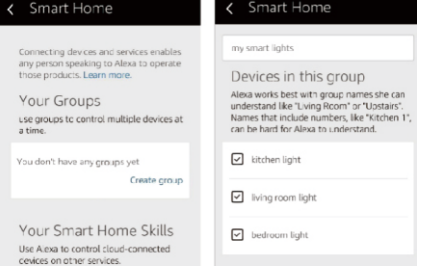 Smart Home
Connecting devices and services enables
any person speaking to Alexa to operate
those products. Learn more.
Your Groups
Use groups to control multiple devices at
a time.
You don't have any groups yet
Create group
Your Smart Home Skills
Use Alexa to control cloud-connected
devices on other services.
Smart Home
my smart lights
Devices in this group
Alexa works best with group names she can
understand like "Living Room" or "Upstairs".
Names that include numbers, like "Kitchen 1",
can be hard for Alexa to understand.
kitchen light
living room light
bedroom light